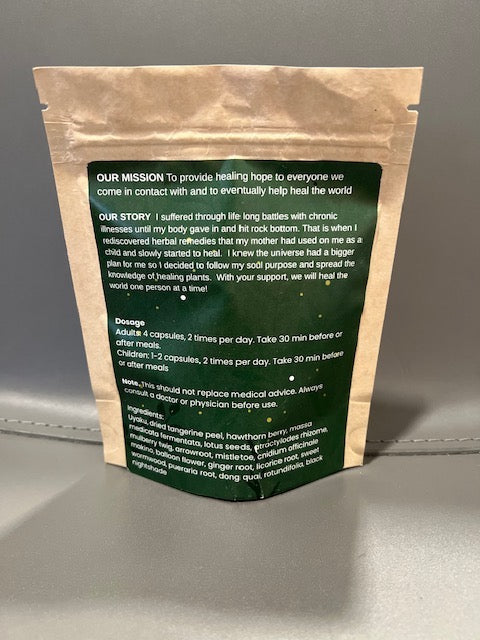 OUR MISSION To provide healing hope to everyone we
come in contact with and to eventually help heal the world
OUR STORY I suffered through life long battles with chronic
illnesses until my body gave in and hit rock bottom. That is when I
rediscovered herbal remedies that my mother had used on me as a
child and slowly started to heal. I knew the universe had a bigger
plan for me so I decided to follow my soul purpose and spread the
knowledge of healing plants. With your support, we will heal the
world one person at a time!
Dosage
Adults: 4 capsules, 2 times per day. Take 30 min before or
after meals.
Children: 1-2 capsules, 2 times per day. Take 30 min before
or after meals
Note, This should not replace medical advice. Always
consult a doctor or physician before use.
Ingredients:
Uyaku, dried tangerine peel, hawthorn berry, massa
medicata fermentata, lotus seeds, atractylodes rhizome,
mulberry twig, arrowroot, mistletoe, cnidium officinale
makino, balloon flower, ginger root, licorice root, sweet
wormwood, pueraria root, dong quai, rotundifolia, black
nightshade